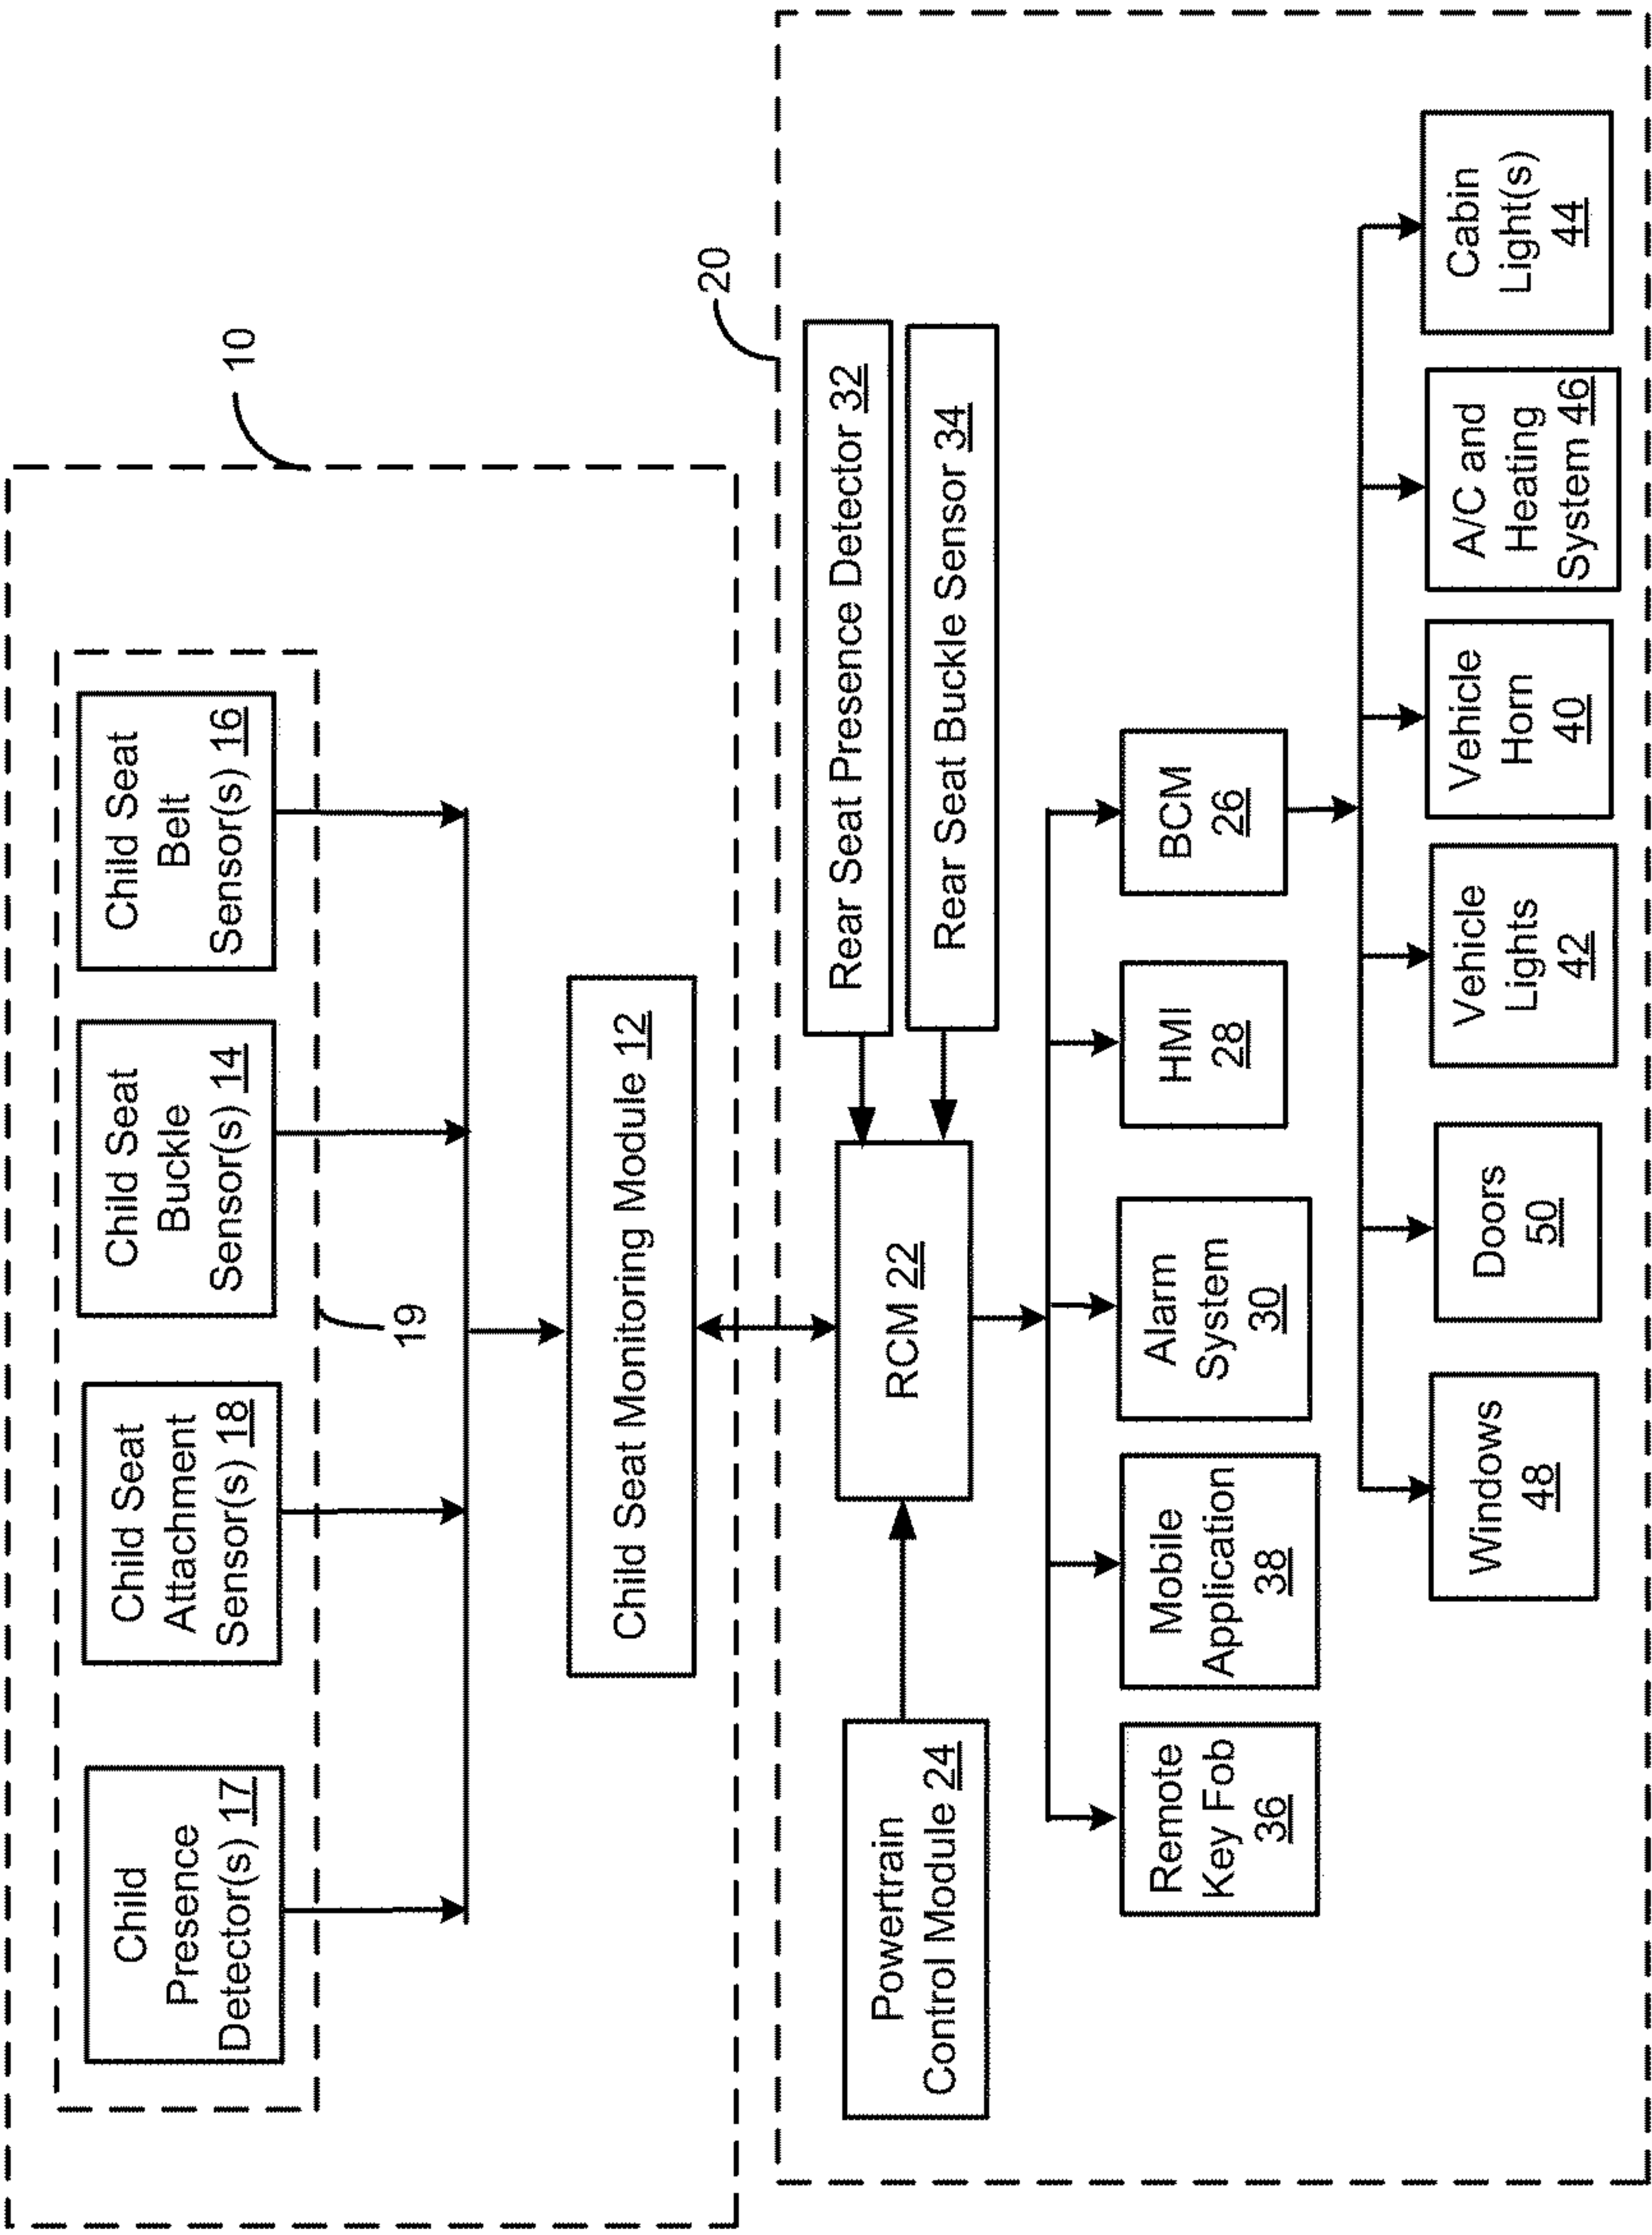 10
Child
Presence
Detector(s) 17
Child Seat
Attachment
Sensor(s) 18
Child Seat
Buckle
Sensor(s) 14
Child Seat
Belt
Sensor(s) 16
19
Child Seat Monitoring Module 12
20
Powertrain
Control Module 24
RCM 22
Rear Seat Presence Detector 32
Rear Seat Buckle Sensor 34
Remote
Key Fob
36
Mobile
Application
38
Alarm
System
30
HMI
28
BCM
26
Windows
48
Doors
50
Vehicle
Lights
42
Vehicle
Horn
40
A/C and
Heating
System 46
Cabin
Light(s)
44